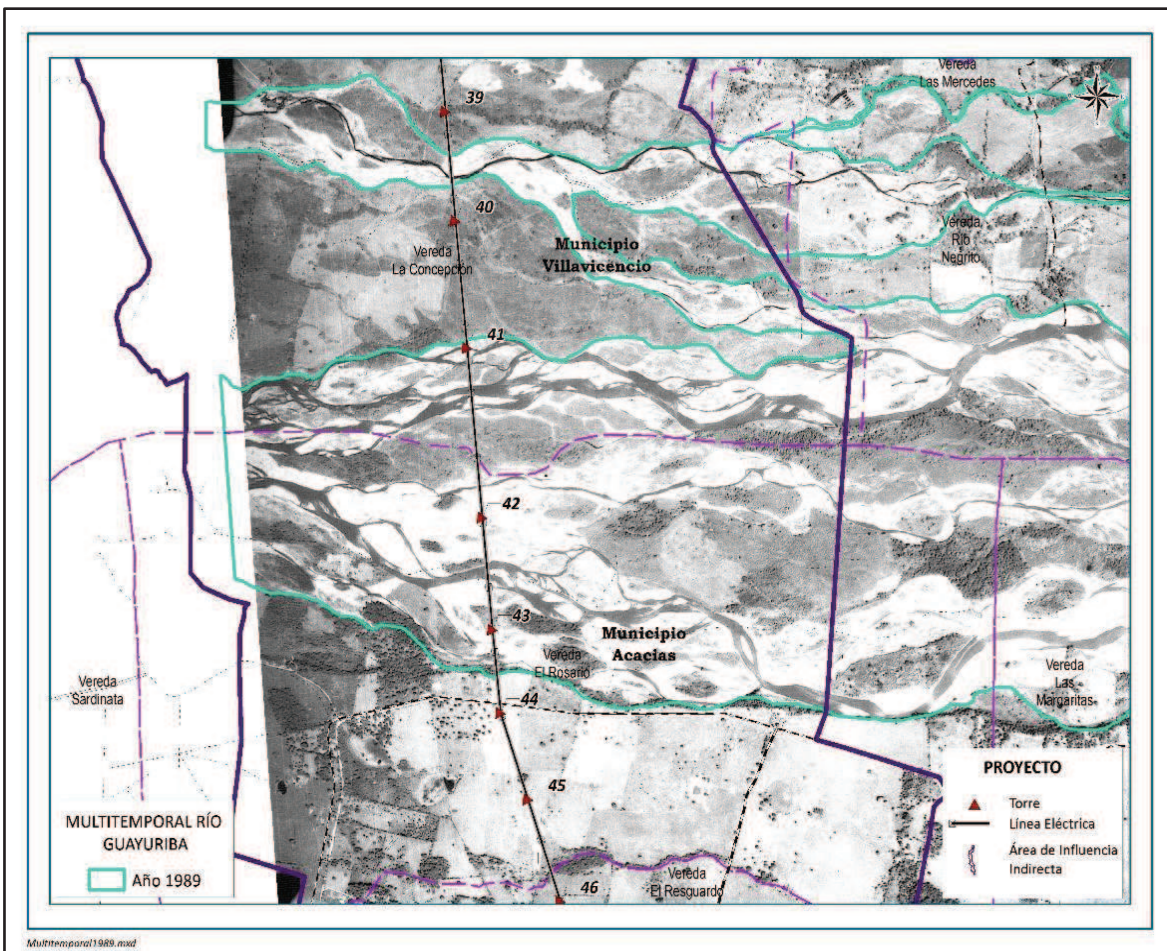 Vereda
Las Mercedes
39
40
Vereda
La Concepción
Municipio
Villavicencio
Vereda
Río
Negrito
41
42
43
Municipio
Acacias
Vereda
El Rosario
Vereda
Sardinata
Vereda
Las
Margaritas
44
45
46
Vereda
El Resguardo
MULTITEMPORAL RÍO
GUAYURIBA
Año 1989
PROYECTO
Torre
Línea Eléctrica
Área de Influencia
Indirecta
Multitemporal1989.mxd